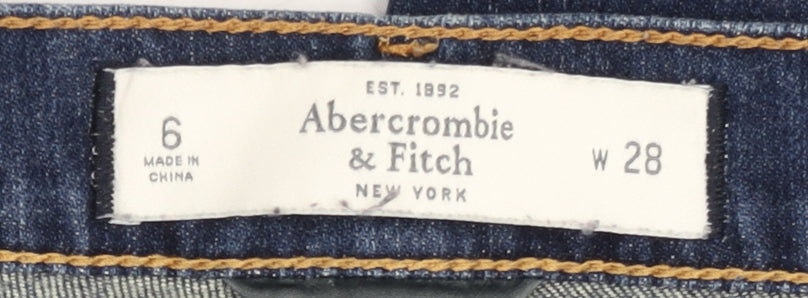 EST. 1892
Abercrombie
& Fitch
NEW YORK
6
MADE IN
CHINA
W 28